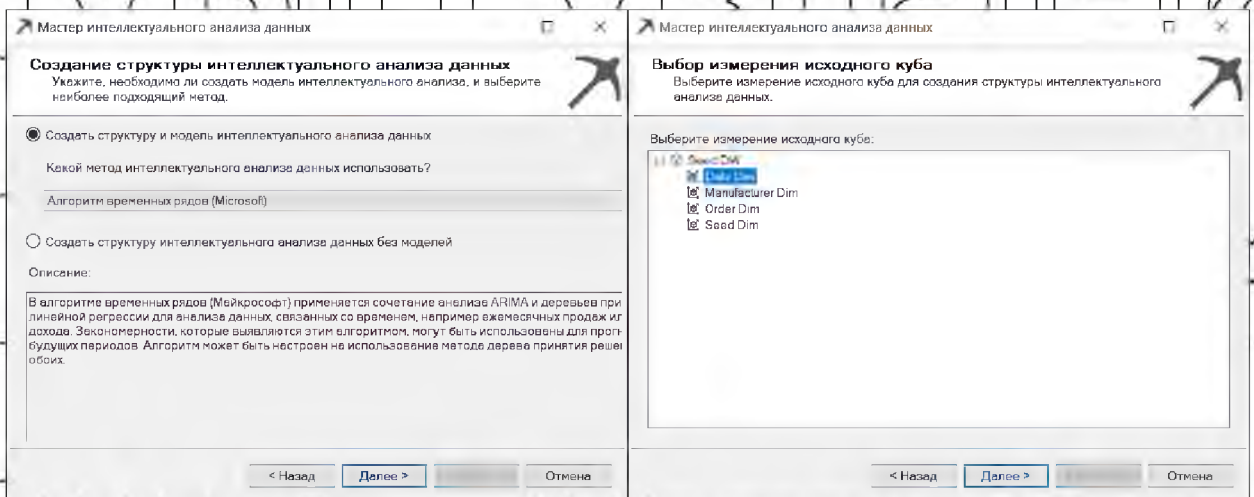 Мастер интеллектуального анализа данных
Создание структуры интеллектуального анализа данных
Укажите, необходимо ли создать модель интеллектуального анализа, и выберите
наиболее подходящий метод.
Создать структуру и модель интеллектуального анализа данных
Какой метод интеллектуального анализа данных использовать?
Алгоритм временных рядов (Microsoft)
Создать структуру интеллектуального анализа данных без моделей
Описание:
В алгоритме временных рядов (Майкрософт) применяется сочетание анализа ARIMA и деревьев при
линейной регрессии для анализа данных, связанных со временем, например ежемесячных продаж ил
дохода. Закономерности, которые выявляются этим алгоритмом, могут быть использованы для прогн
будущих периодов. Алгоритм может быть настроен на использование метода дерева принятия решен
обоих.
< Назад
Далее >
Отмена
Мастер интеллектуального анализа данных
Выбор измерения исходного куба
Выберите измерение исходного куба для создания структуры интеллектуального
анализа данных.
Выберите измерение исходного куба:
Seed DW
Date Dim
Manufacturer Dim
Order Dim
Seed Dim
< Назад
Далее >
Отмена